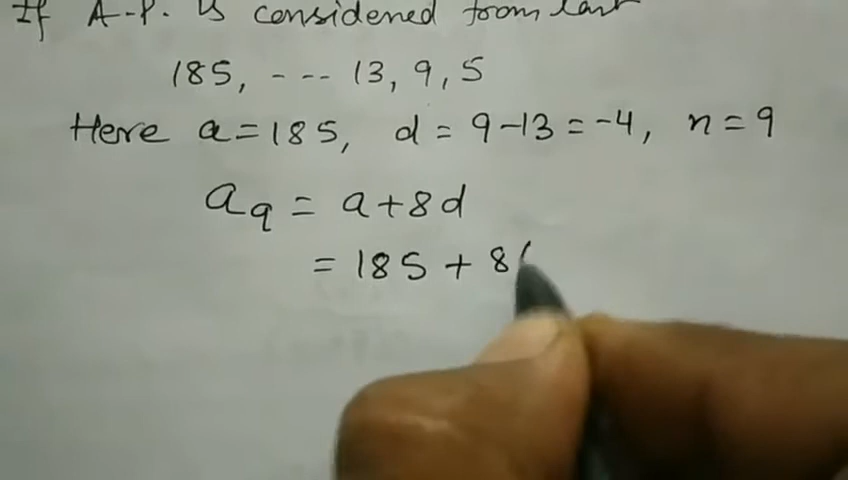 If A.P. is considered from last
185, --- 13, 9, 5
Here a = 185, d = 9-13 = -4, n = 9
a9 = a + 8d
= 185 + 8(